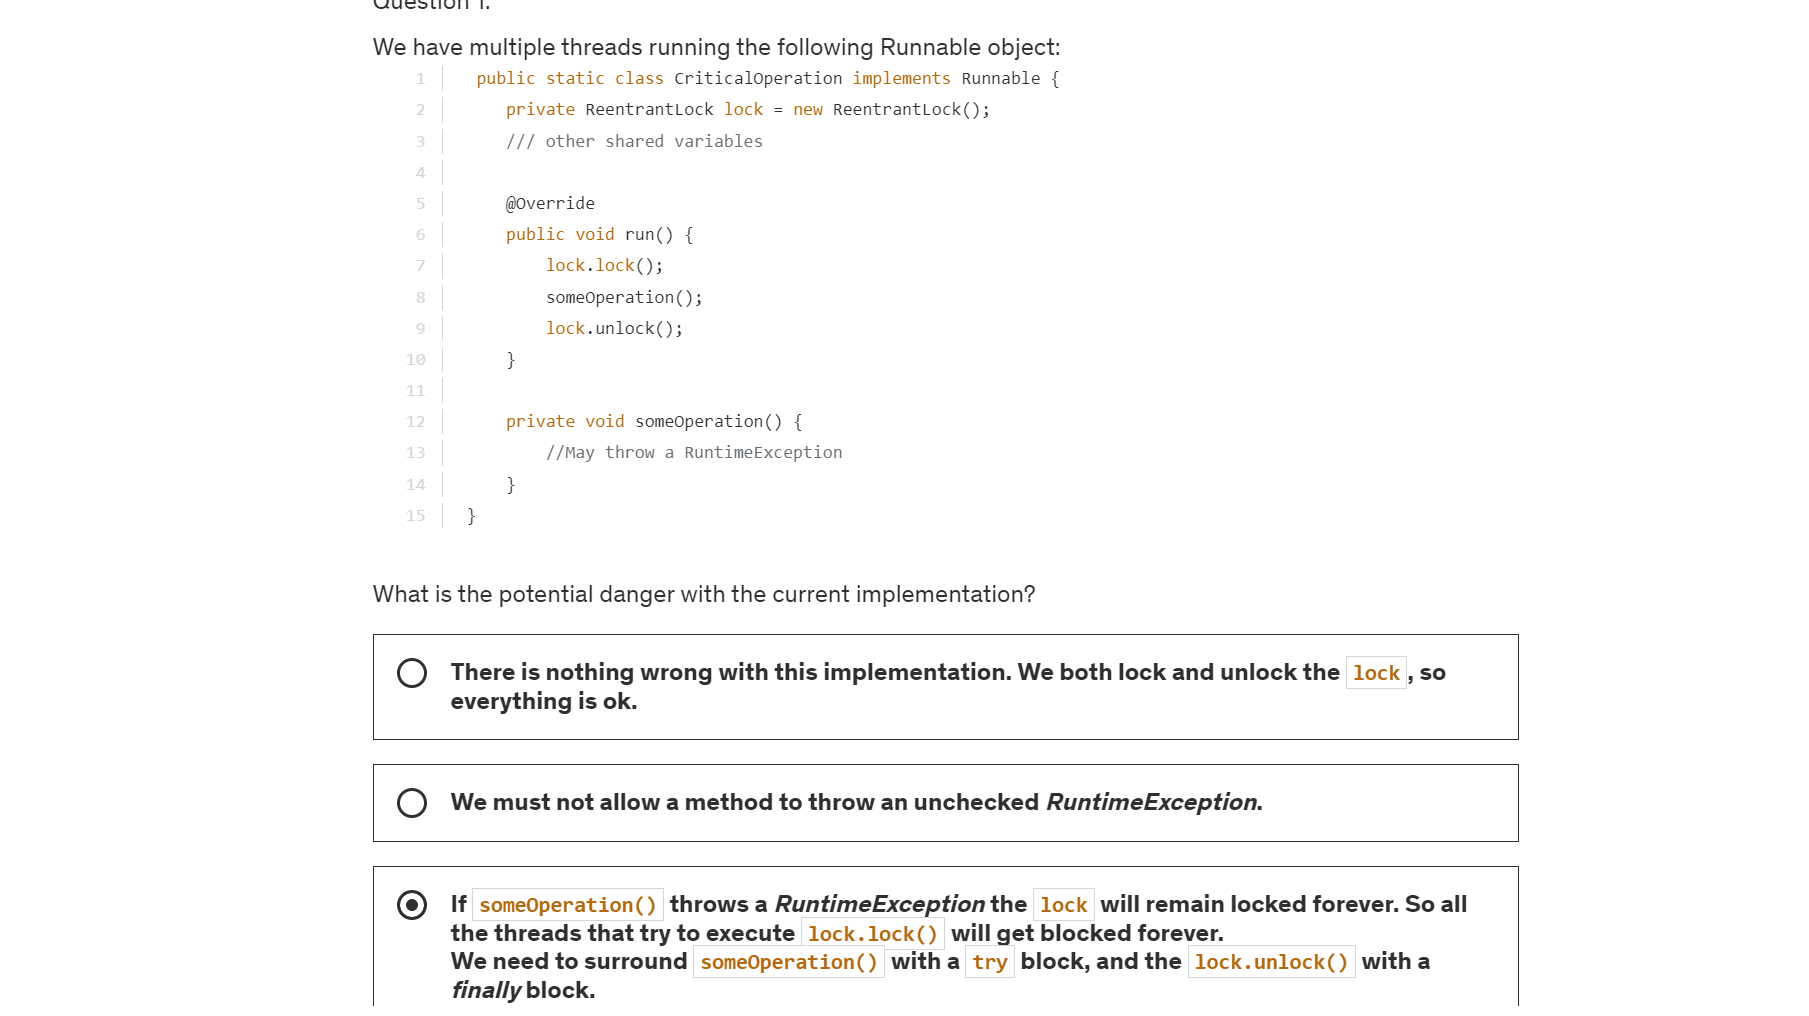 Question 1:
We have multiple threads running the following Runnable object:
1 public static class CriticalOperation implements Runnable {
2 private ReentrantLock lock = new ReentrantLock();
3 /// other shared variables
4
5 @Override
6 public void run() {
7 lock.lock();
8 someOperation();
9 lock.unlock();
10 }
11
12 private void someOperation() {
13 //May throw a RuntimeException
14 }
15 }
What is the potential danger with the current implementation?
There is nothing wrong with this implementation. We both lock and unlock the lock, so
everything is ok.
We must not allow a method to throw an unchecked RuntimeException.
If someOperation() throws a RuntimeException the lock will remain locked forever. So all
the threads that try to execute lock.lock() will get blocked forever.
We need to surround someOperation() with a try block, and the lock.unlock() with a
finally block.